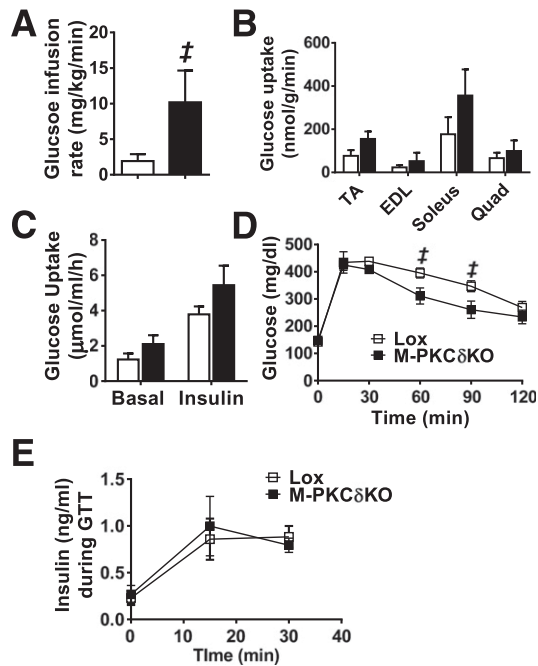 A
Glucsoe infusion
rate (mg/kg/min)
20
15
10
5
0
‡
B
Glucose uptake
(nmol/g/min)
600
400
200
0
TA
EDL
Soleus
Quad
C
Glucose Uptake
(μmol/ml/h)
8
6
4
2
0
Basal
Insulin
D
Glucose (mg/dl)
500
400
300
200
100
0
‡
‡
Lox
M-PKCδKO
0
30
60
90
120
Time (min)
E
Insulin (ng/ml)
during GTT
1.5
1.0
0.5
0.0
Lox
M-PKCδKO
0
10
20
30
40
TIme (min)